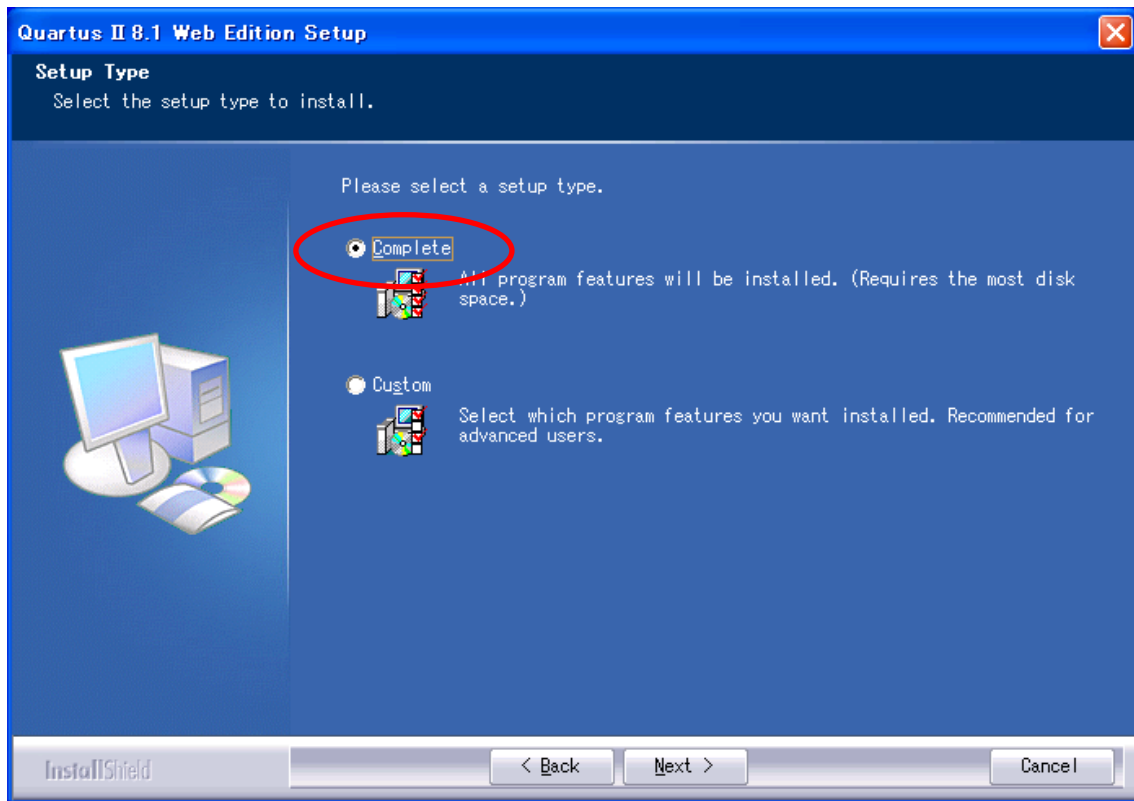 Quartus II 8.1 Web Edition Setup
Setup Type
Select the setup type to install.
Please select a setup type.
Complete
All program features will be installed. (Requires the most disk
space.)
Custom
Select which program features you want installed. Recommended for
advanced users.
InstallShield
< Back
Next >
Cancel